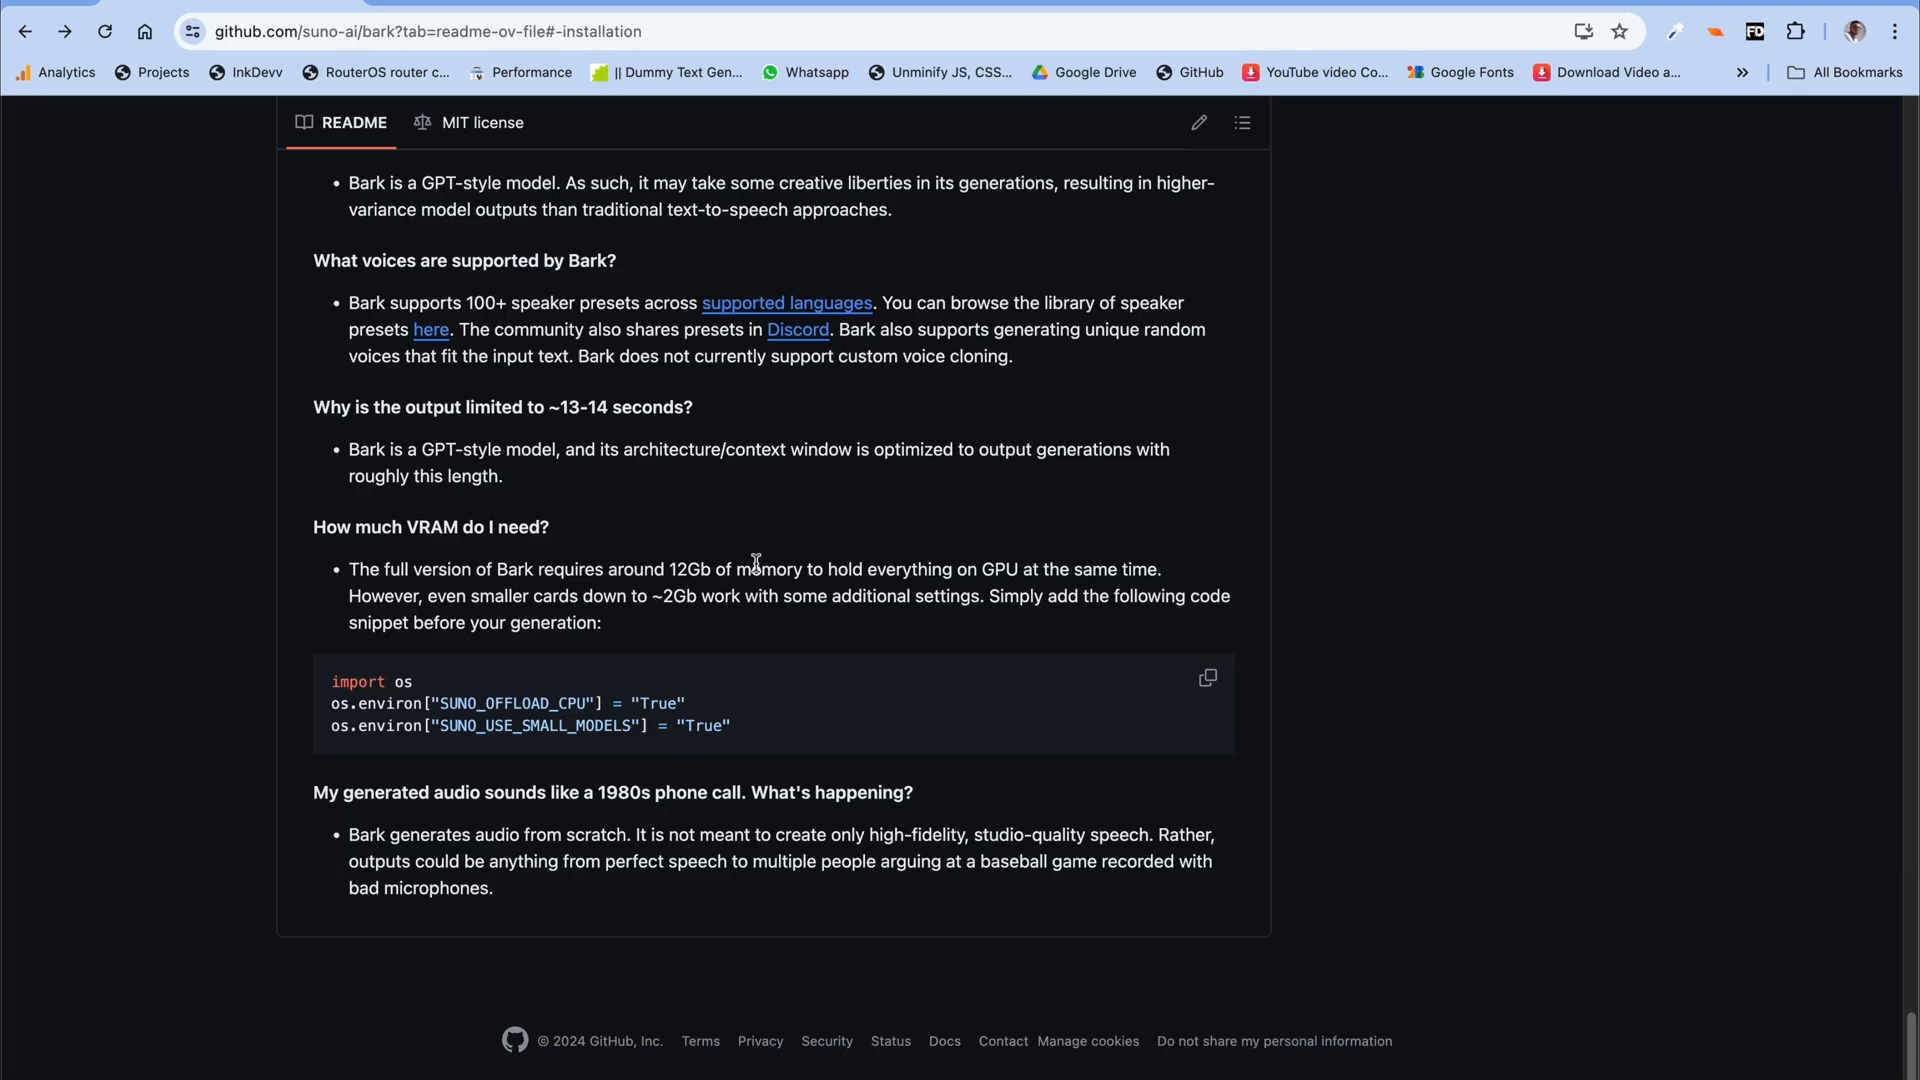 github.com/suno-ai/bark?tab=readme-ov-file#-installation
FD
Analytics
Projects
InkDevv
RouterOS router c...
Performance
|| Dummy Text Gen...
Whatsapp
Unminify JS, CSS...
Google Drive
GitHub
YouTube video Co...
Google Fonts
Download Video a...
All Bookmarks
README
MIT license
• Bark is a GPT-style model. As such, it may take some creative liberties in its generations, resulting in higher-
variance model outputs than traditional text-to-speech approaches.
What voices are supported by Bark?
• Bark supports 100+ speaker presets across supported languages. You can browse the library of speaker
presets here. The community also shares presets in Discord. Bark also supports generating unique random
voices that fit the input text. Bark does not currently support custom voice cloning.
Why is the output limited to ~13-14 seconds?
• Bark is a GPT-style model, and its architecture/context window is optimized to output generations with
roughly this length.
How much VRAM do I need?
• The full version of Bark requires around 12Gb of memory to hold everything on GPU at the same time.
However, even smaller cards down to ~2Gb work with some additional settings. Simply add the following code
snippet before your generation:
import os
os.environ["SUNO_OFFLOAD_CPU"] = "True"
os.environ["SUNO_USE_SMALL_MODELS"] = "True"
My generated audio sounds like a 1980s phone call. What's happening?
• Bark generates audio from scratch. It is not meant to create only high-fidelity, studio-quality speech. Rather,
outputs could be anything from perfect speech to multiple people arguing at a baseball game recorded with
bad microphones.
© 2024 GitHub, Inc. Terms Privacy Security Status Docs Contact Manage cookies Do not share my personal information